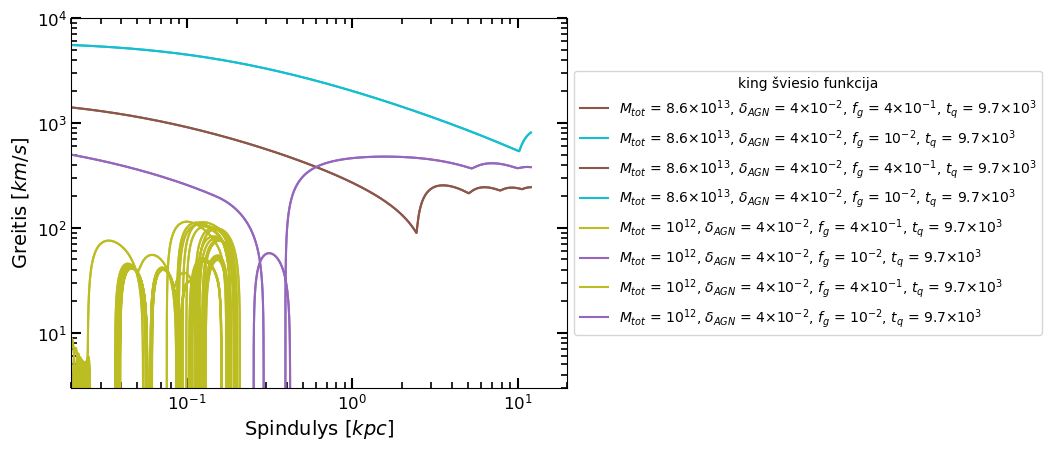 10⁴
10³
10²
10¹
Greitis [km/s]
10⁻¹
10⁰
10¹
Spindulys [kpc]
king šviesio funkcija
M_tot = 8.6×10¹³, δ_AGN = 4×10⁻², f_g = 4×10⁻¹, t_q = 9.7×10³
M_tot = 8.6×10¹³, δ_AGN = 4×10⁻², f_g = 10⁻², t_q = 9.7×10³
M_tot = 8.6×10¹³, δ_AGN = 4×10⁻², f_g = 4×10⁻¹, t_q = 9.7×10³
M_tot = 8.6×10¹³, δ_AGN = 4×10⁻², f_g = 10⁻², t_q = 9.7×10³
M_tot = 10¹², δ_AGN = 4×10⁻², f_g = 4×10⁻¹, t_q = 9.7×10³
M_tot = 10¹², δ_AGN = 4×10⁻², f_g = 10⁻², t_q = 9.7×10³
M_tot = 10¹², δ_AGN = 4×10⁻², f_g = 4×10⁻¹, t_q = 9.7×10³
M_tot = 10¹², δ_AGN = 4×10⁻², f_g = 10⁻², t_q = 9.7×10³